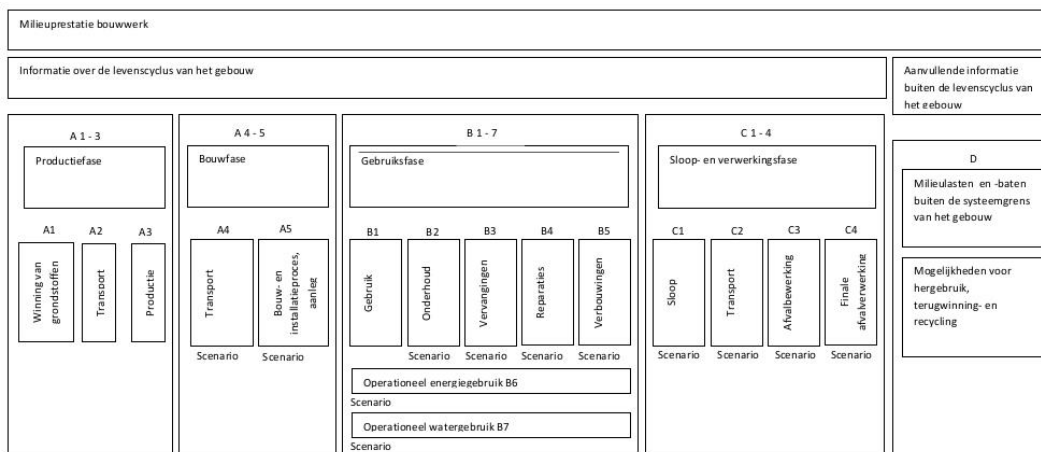 Milieuprestatie bouwwerk
Informatie over de levenscyclus van het gebouw
Aanvullende informatie
buiten de levenscyclus van
het gebouw
A 1 - 3
Productiefase
A1
A2
A3
Winning van
grondstoffen
Transport
Productie
A 4 - 5
Bouwfase
A4
A5
Transport
Bouw- en
installatieproces,
aanleg
Scenario
Scenario
B 1 - 7
Gebruiksfase
B1
B2
B3
B4
B5
Gebruik
Onderhoud
Vervangingen
Reparaties
Verbouwingen
Scenario
Scenario
Scenario
Scenario
Operationeel energiegebruik B6
Scenario
Operationeel watergebruik B7
Scenario
C 1 - 4
Sloop- en verwerkingsfase
C1
C2
C3
C4
Sloop
Transport
Afvalbewerking
Finale
afvalverwerking
Scenario
Scenario
Scenario
Scenario
D
Milieulasten en -baten
buiten de systeemgrens
van het gebouw
Mogelijkheden voor
hergebruik,
terugwinning- en
recycling